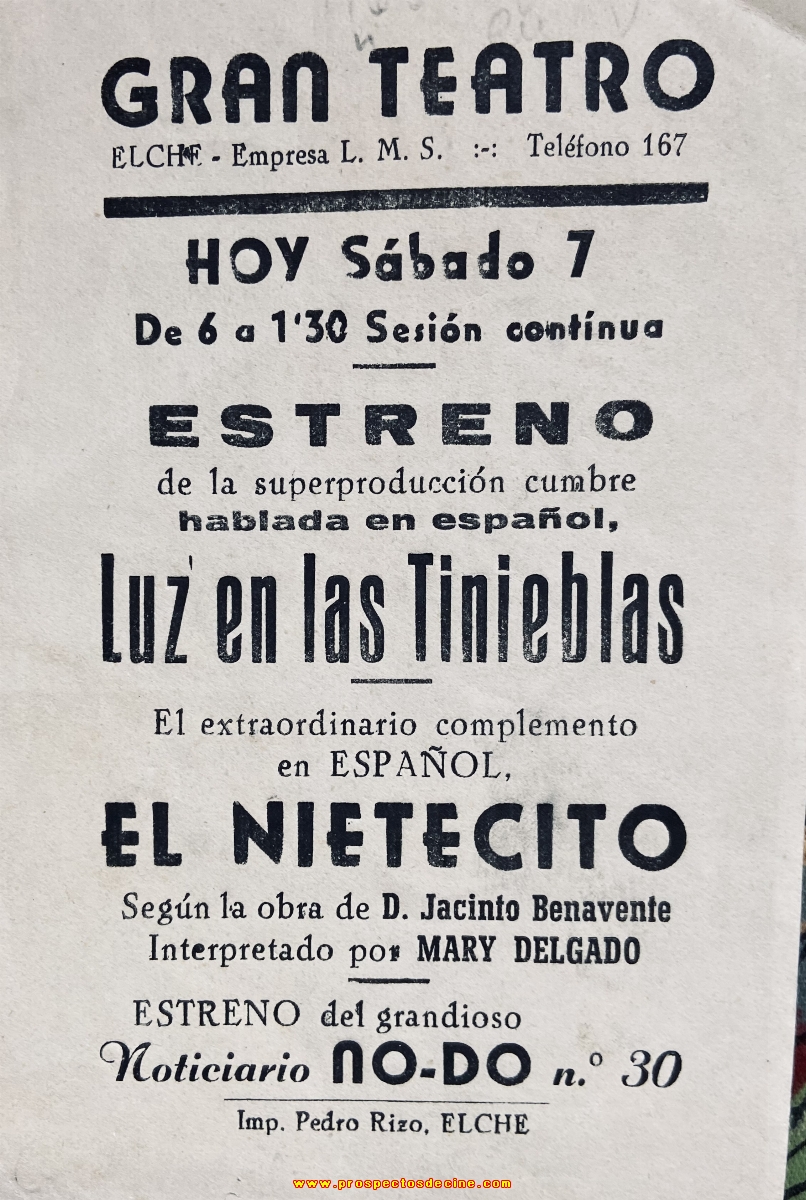 GRAN TEATRO
ELCHE - Empresa L. M. S. :-: Teléfono 167
HOY Sábado 7
De 6 a 1'30 Sesión contínua
ESTRENO
de la superproducción cumbre
hablada en español,
Luz en las Tinieblas
El extraordinario complemento
en ESPAÑOL,
EL NIETECITO
Según la obra de D. Jacinto Benavente
Interpretado por MARY DELGADO
ESTRENO del grandioso
Noticiario NO-DO n.º 30
Imp. Pedro Rizo, ELCHE
www.prospectosdecine.com